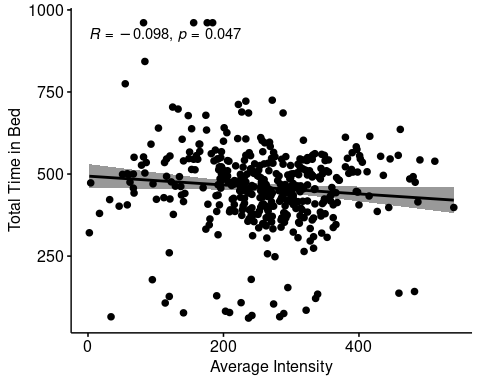 1000
R = −0.098, p = 0.047
750
500
250
Total Time in Bed
0 200 400
Average Intensity